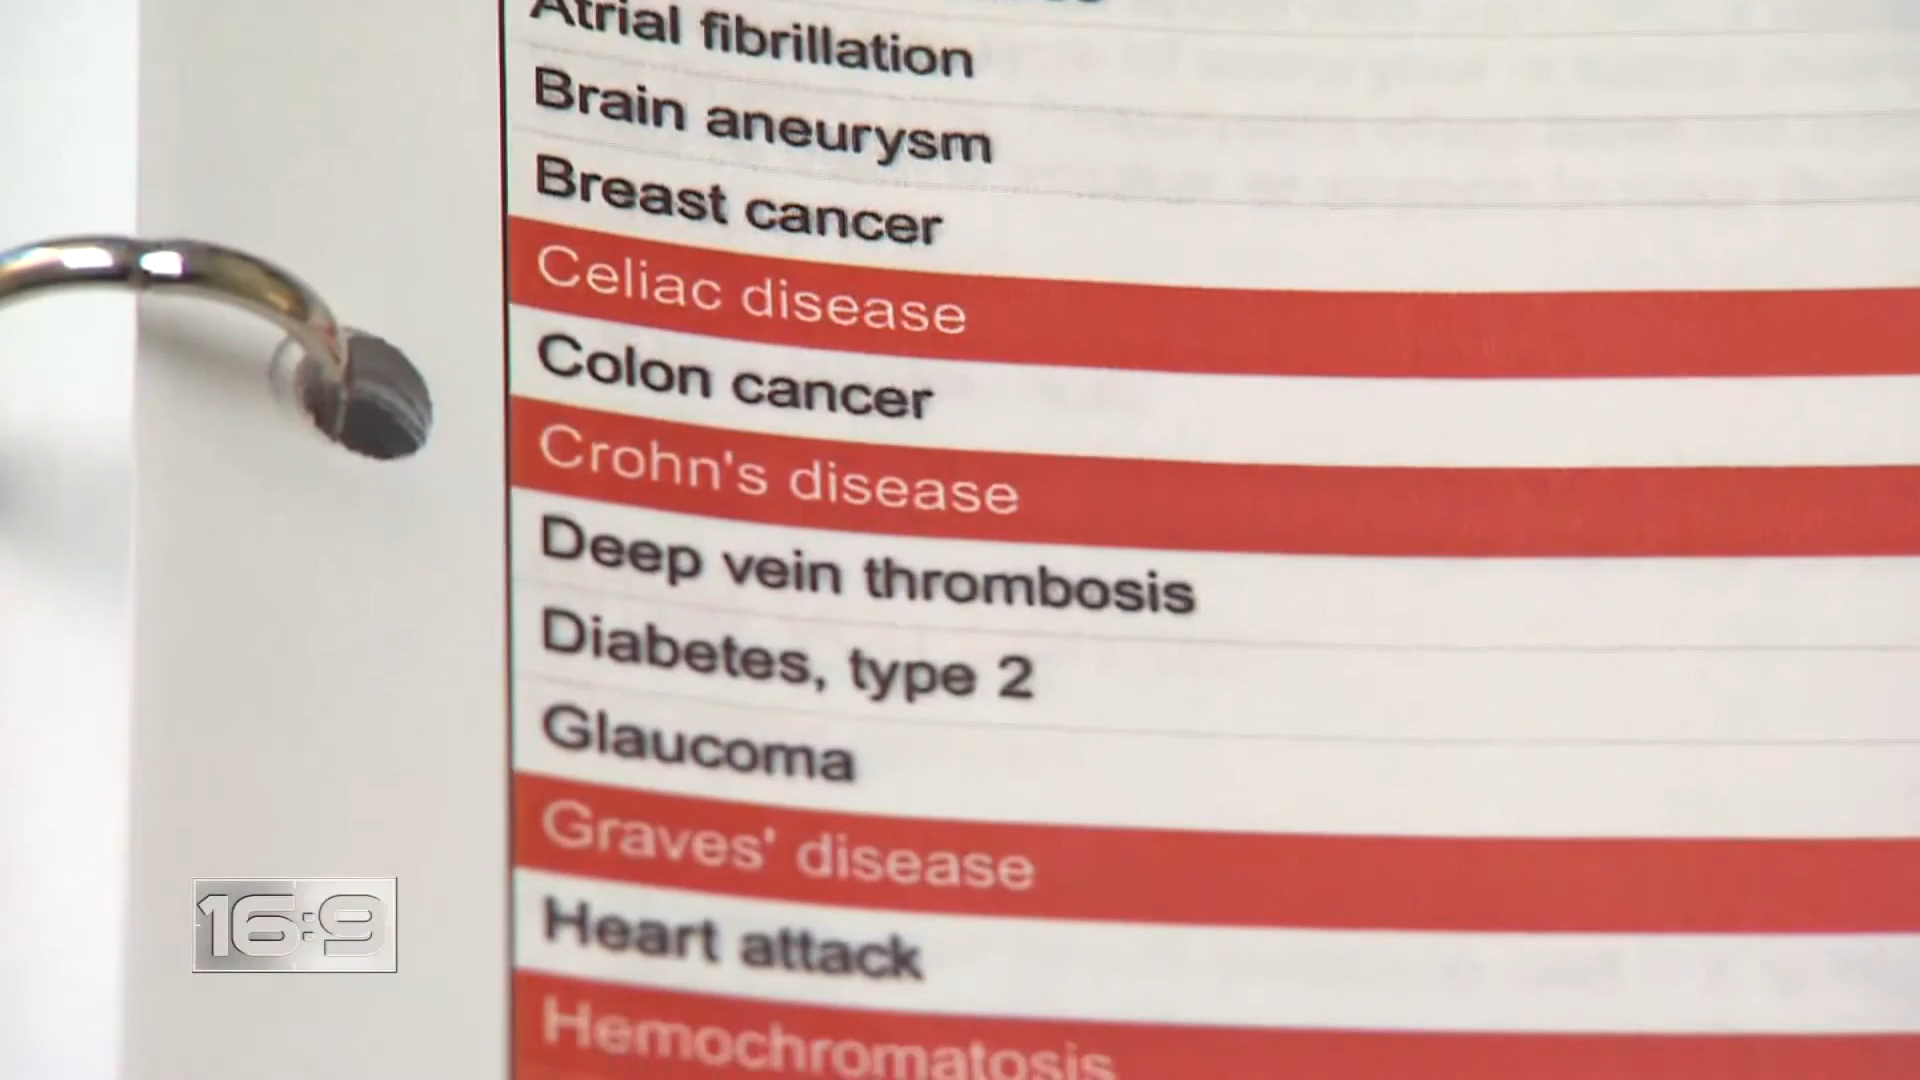 Atrial fibrillation
Brain aneurysm
Breast cancer
Celiac disease
Colon cancer
Crohn's disease
Deep vein thrombosis
Diabetes, type 2
Glaucoma
Graves' disease
Heart attack
Hemochromatosis
16:9